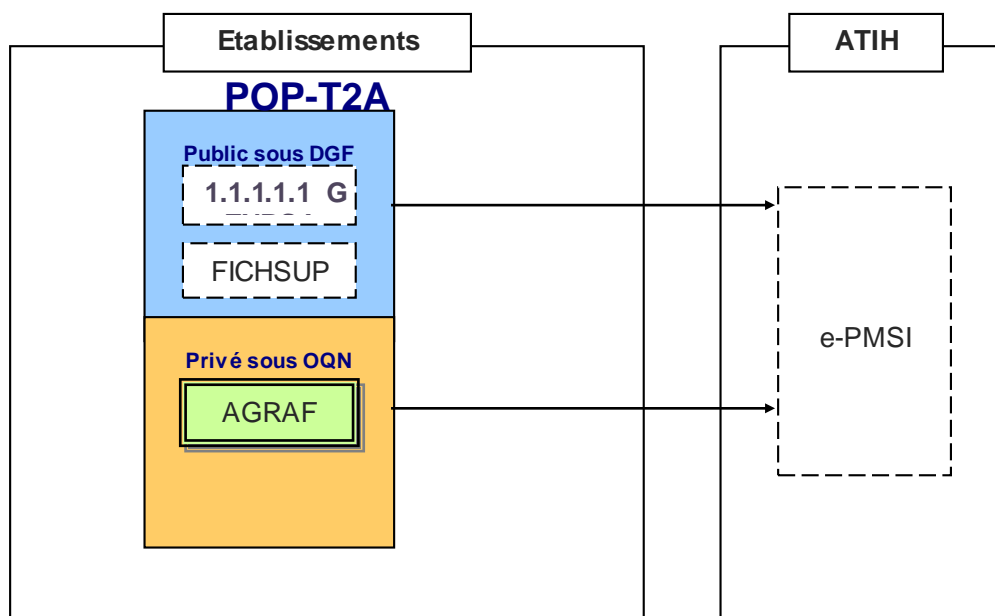 Etablissements
ATIH
POP-T2A
Public sous DGF
1.1.1.1.1 G
FICHSUP
e-PMSI
Privé sous OQN
AGRAF